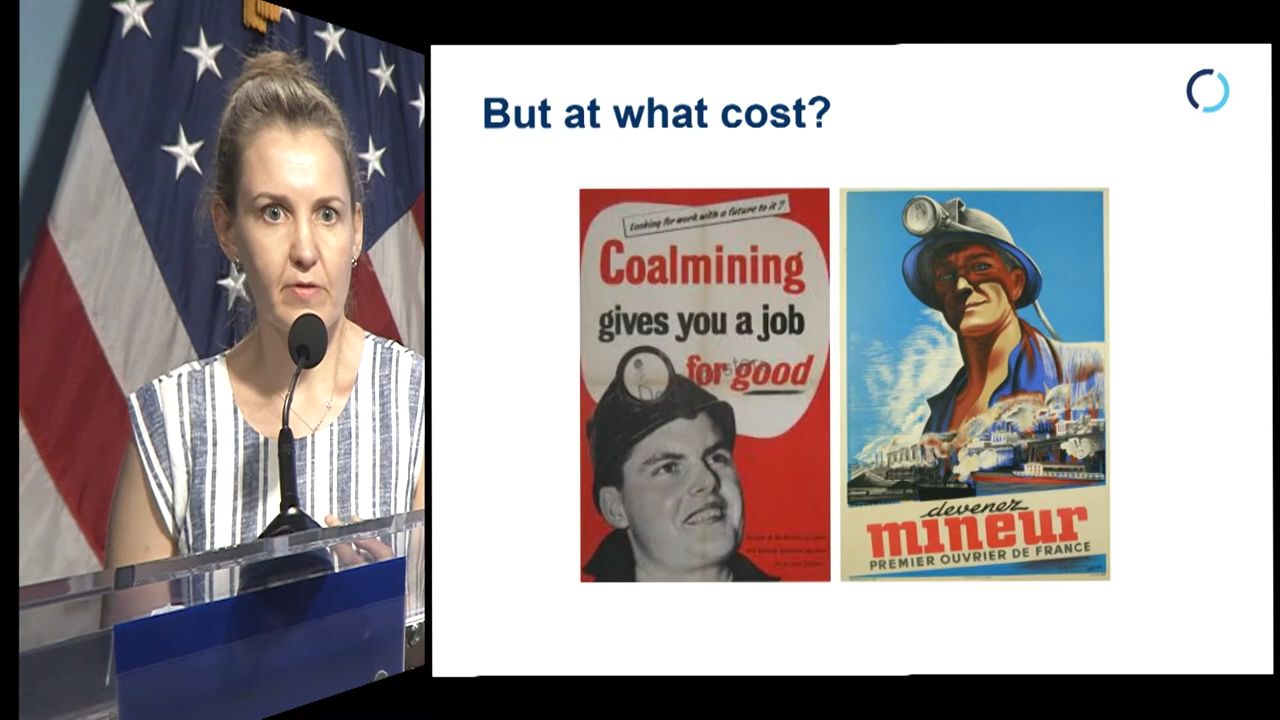 But at what cost?
Looking for work with a future to it?
Coalmining
gives you a job
for good
devenez
mineur
PREMIER OUVRIER DE FRANCE